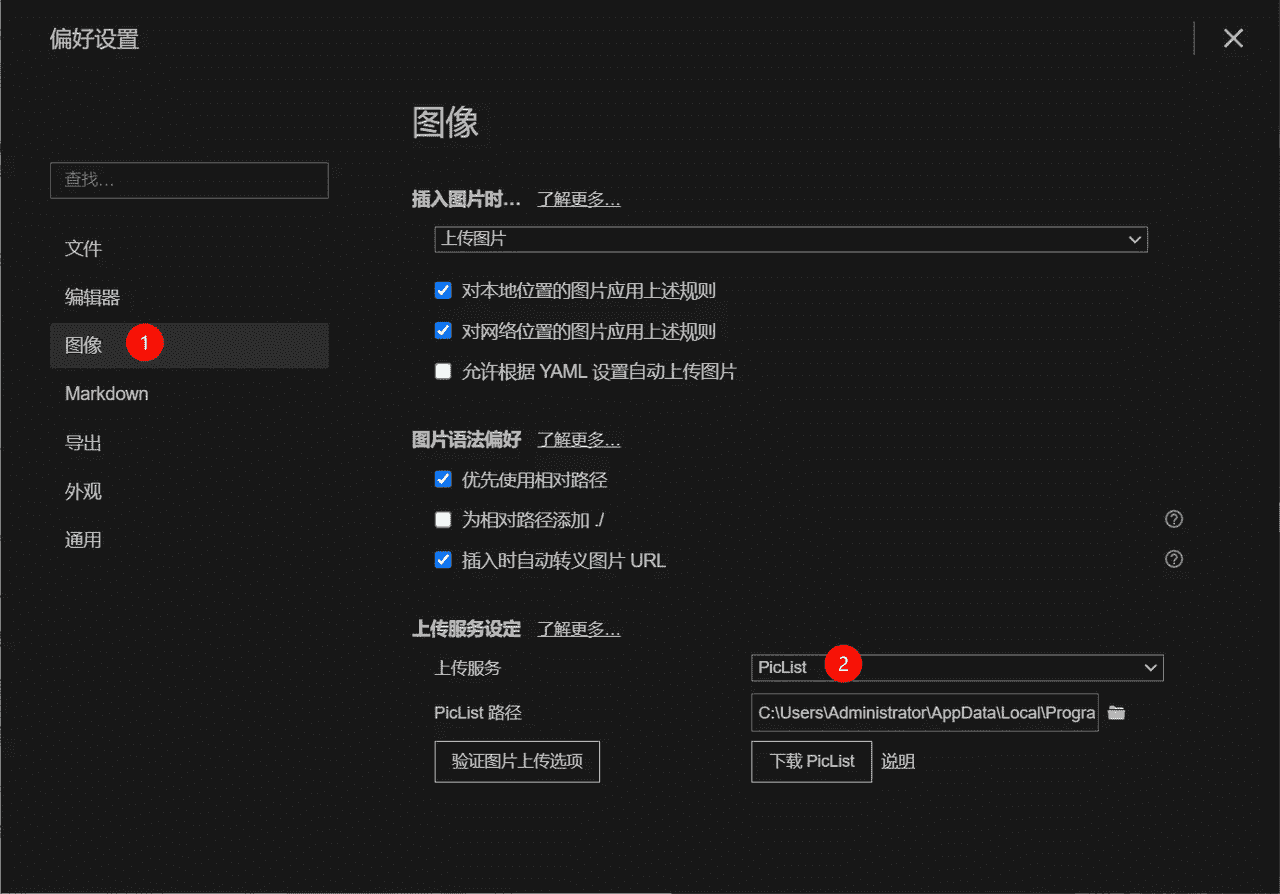 偏好设置
图像
查找...
插入图片时... 了解更多...
上传图片
文件
对本地位置的图片应用上述规则
编辑器
对网络位置的图片应用上述规则
图像 1
允许根据 YAML 设置自动上传图片
Markdown
导出
图片语法偏好 了解更多...
优先使用相对路径
外观
为相对路径添加 ./
通用
插入时自动转义图片 URL
上传服务设定 了解更多...
上传服务 PicList 2
PicList 路径 C:\Users\Administrator\AppData\Local\Progra
验证图片上传选项 下载 PicList 说明